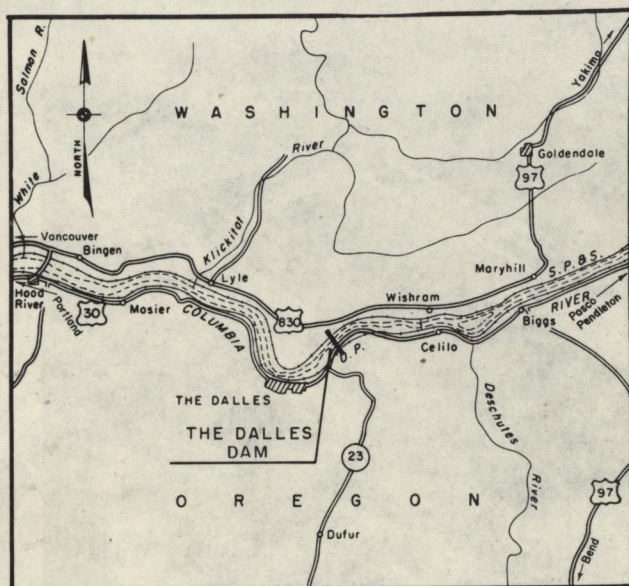 Salmon R.
White
NORTH
WASHINGTON
Yakima
Goldendale
97
Klickitat River
Vancouver
Bingen
Lyle
Maryhill
S.P.&S.
Hood River
Portland
30
Mosier
COLUMBIA
830
Wishram
RIVER
Pasco
Pendleton
Biggs
Celilo
U.P.
THE DALLES
THE DALLES
DAM
Deschutes River
23
OREGON
97
Dufur
Bend